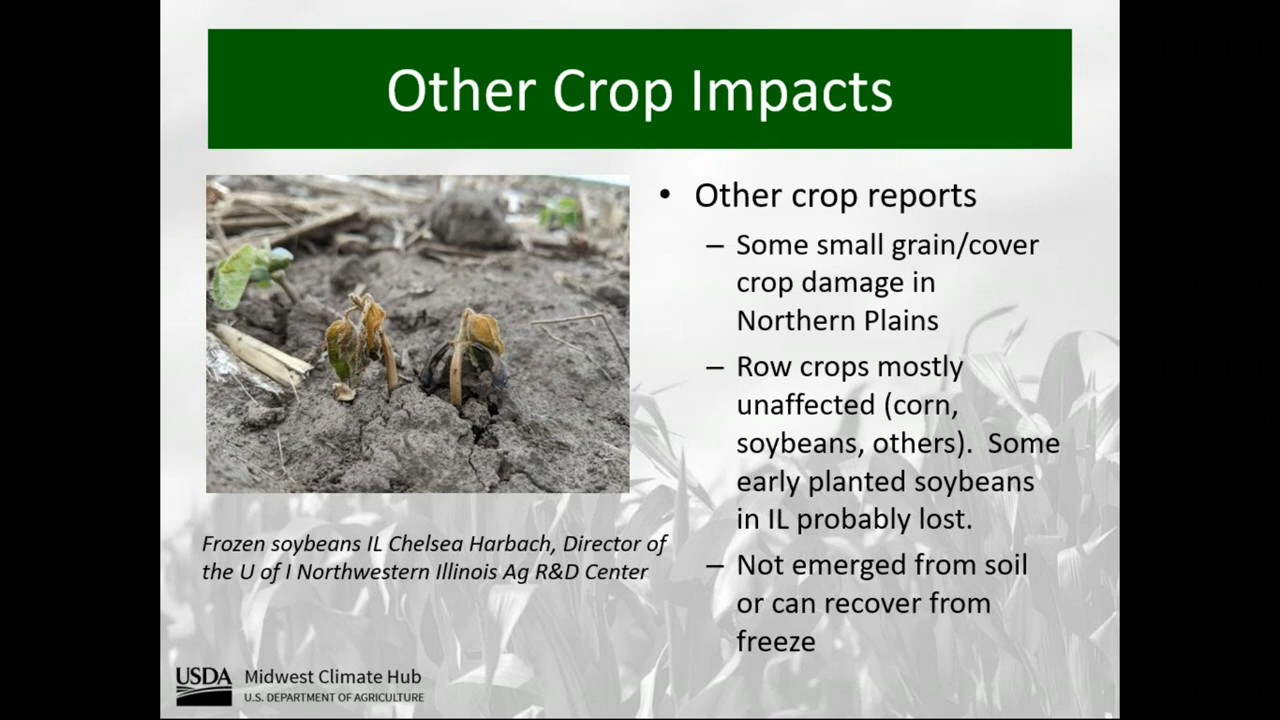 Other Crop Impacts
• Other crop reports
– Some small grain/cover
crop damage in
Northern Plains
– Row crops mostly
unaffected (corn,
soybeans, others).  Some
early planted soybeans
in IL probably lost.
– Not emerged from soil
or can recover from
freeze
Frozen soybeans IL Chelsea Harbach, Director of
the U of I Northwestern Illinois Ag R&D Center
USDA
Midwest Climate Hub
U.S. DEPARTMENT OF AGRICULTURE